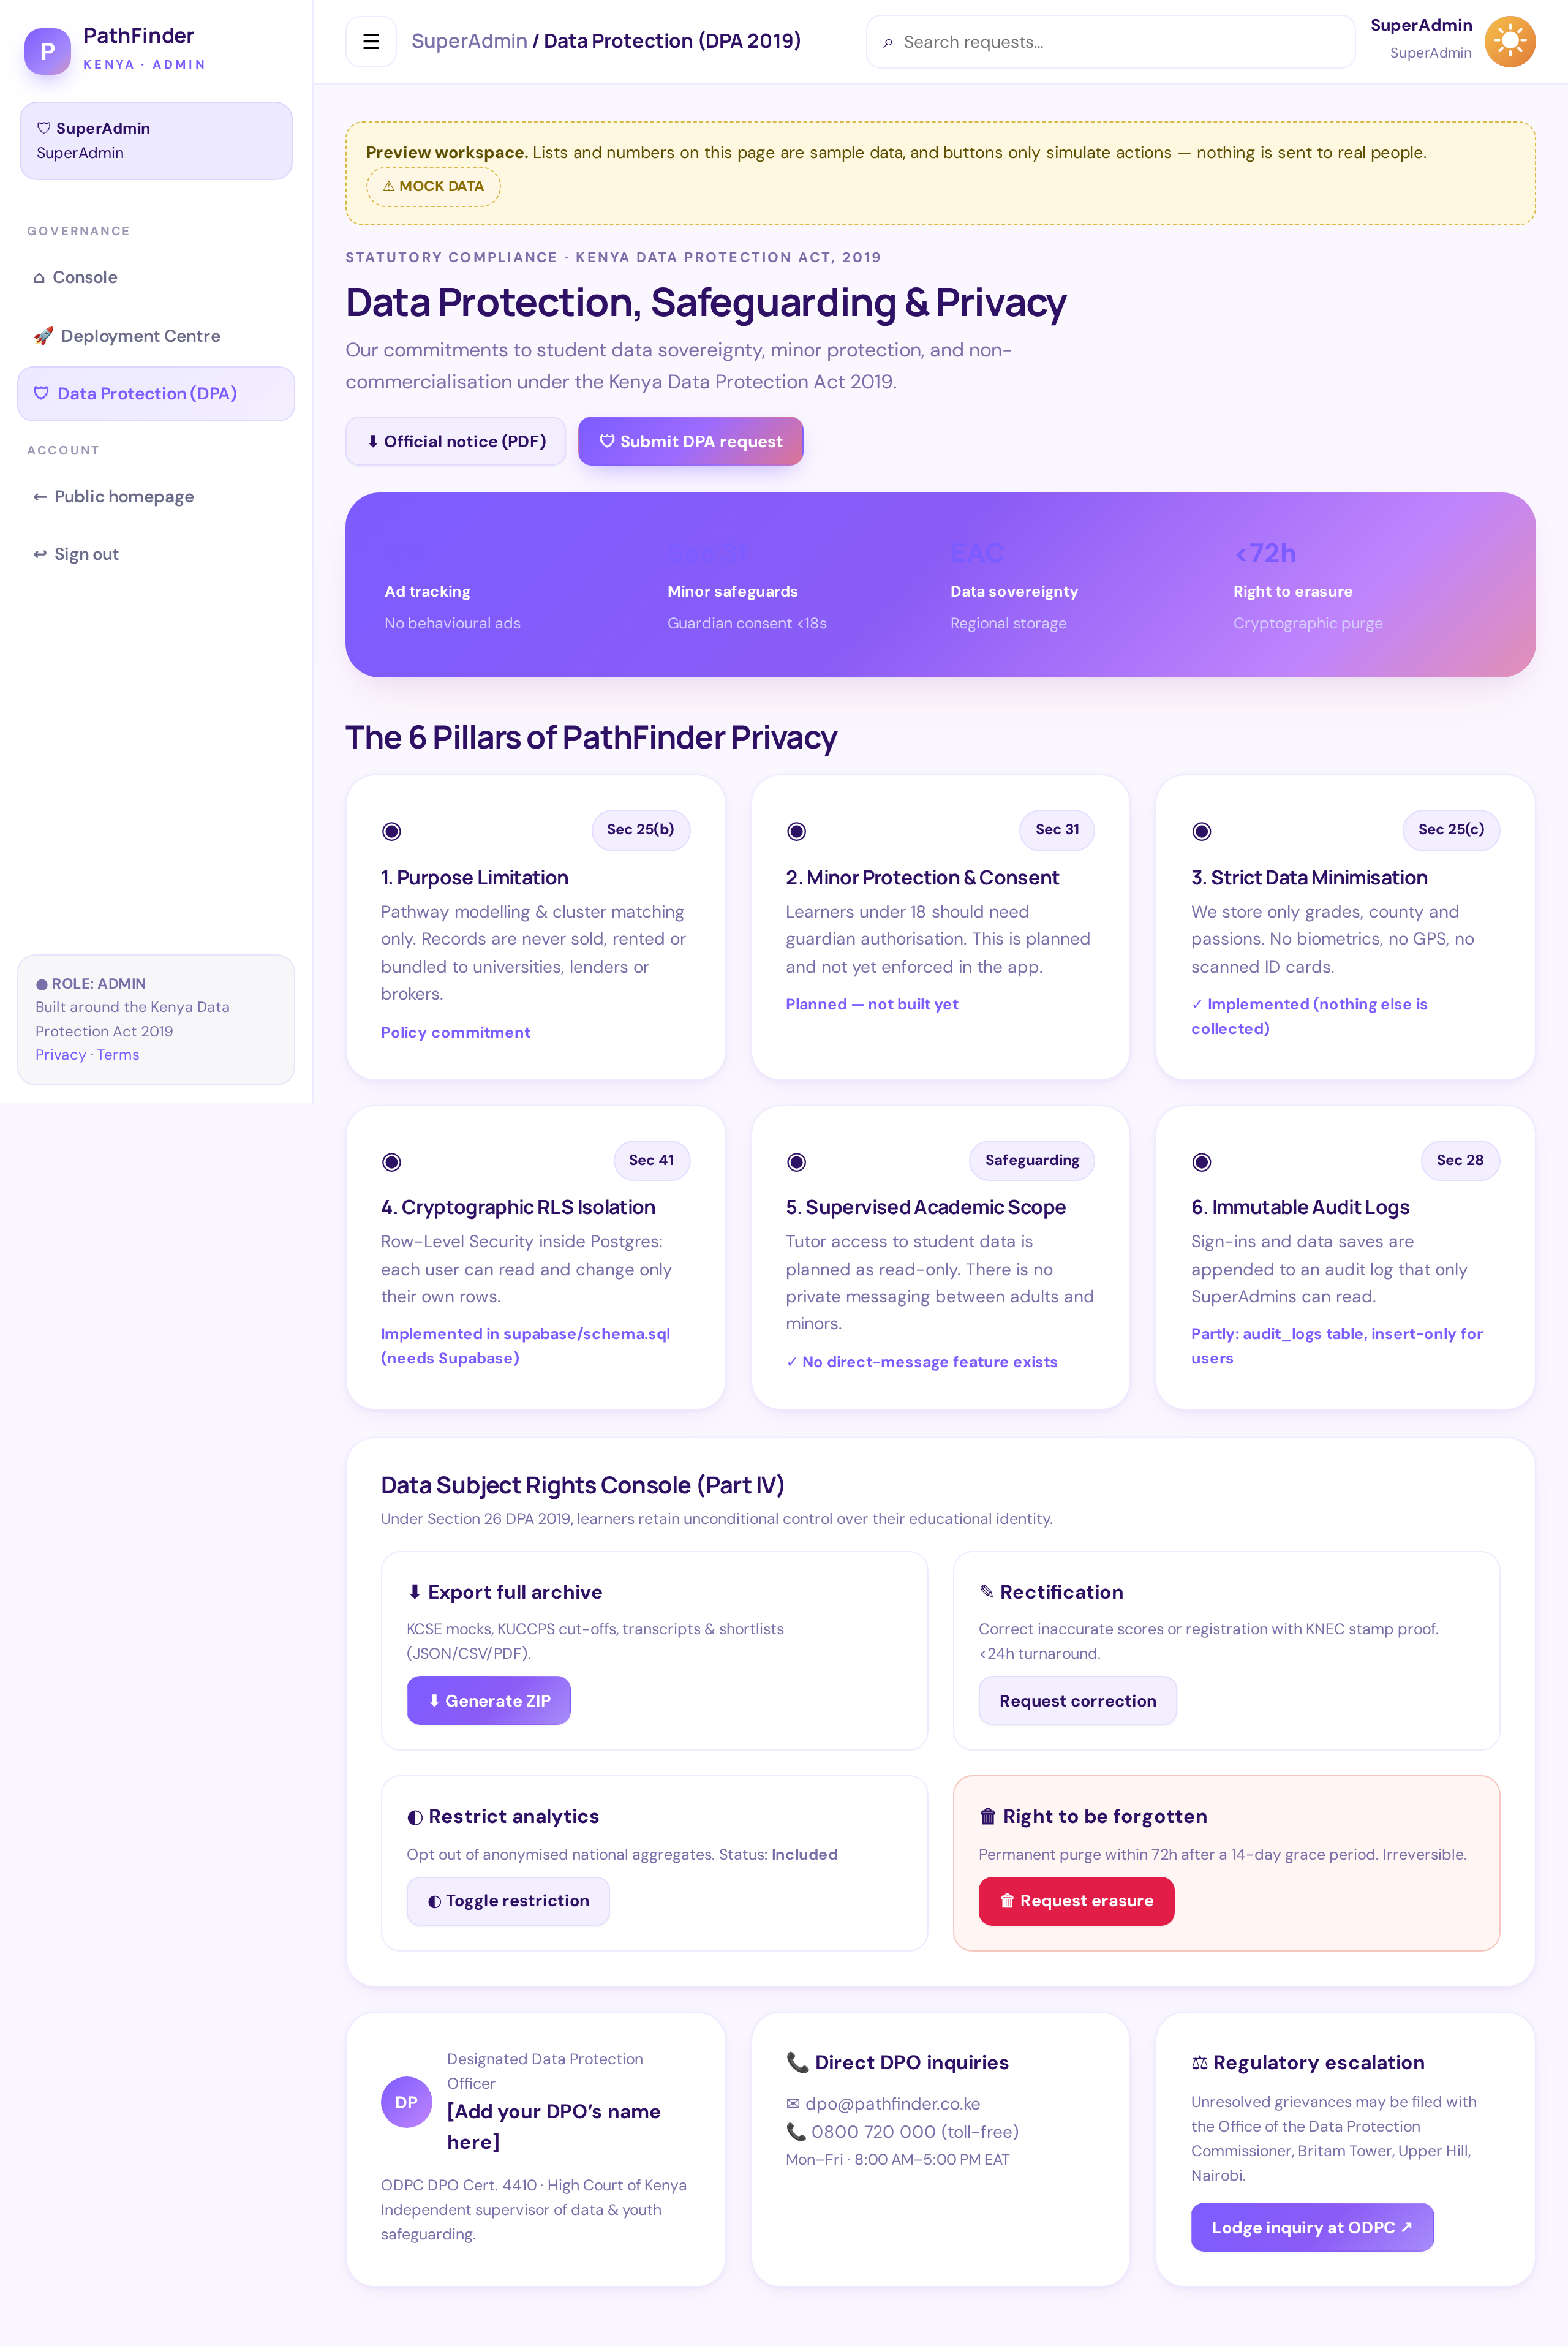 P
PathFinder
KENYA · ADMIN
🛡 SuperAdmin
SuperAdmin
GOVERNANCE
⌂ Console
🚀 Deployment Centre
🛡 Data Protection (DPA)
ACCOUNT
← Public homepage
↩ Sign out
● ROLE: ADMIN
Built around the Kenya Data
Protection Act 2019
Privacy · Terms
☰
SuperAdmin / Data Protection (DPA 2019)
⌕ Search requests…
SuperAdmin
SuperAdmin
Preview workspace. Lists and numbers on this page are sample data, and buttons only simulate actions — nothing is sent to real people.
⚠ MOCK DATA
STATUTORY COMPLIANCE · KENYA DATA PROTECTION ACT, 2019
Data Protection, Safeguarding & Privacy
Our commitments to student data sovereignty, minor protection, and non-
commercialisation under the Kenya Data Protection Act 2019.
⬇ Official notice (PDF)
🛡 Submit DPA request
Ad tracking
No behavioural ads
Sec 31
Minor safeguards
Guardian consent <18s
EAC
Data sovereignty
Regional storage
<72h
Right to erasure
Cryptographic purge
The 6 Pillars of PathFinder Privacy
◉ Sec 25(b)
1. Purpose Limitation
Pathway modelling & cluster matching
only. Records are never sold, rented or
bundled to universities, lenders or
brokers.
Policy commitment
◉ Sec 31
2. Minor Protection & Consent
Learners under 18 should need
guardian authorisation. This is planned
and not yet enforced in the app.
Planned — not built yet
◉ Sec 25(c)
3. Strict Data Minimisation
We store only grades, county and
passions. No biometrics, no GPS, no
scanned ID cards.
✓ Implemented (nothing else is
collected)
◉ Sec 41
4. Cryptographic RLS Isolation
Row-Level Security inside Postgres:
each user can read and change only
their own rows.
Implemented in supabase/schema.sql
(needs Supabase)
◉ Safeguarding
5. Supervised Academic Scope
Tutor access to student data is
planned as read-only. There is no
private messaging between adults and
minors.
✓ No direct-message feature exists
◉ Sec 28
6. Immutable Audit Logs
Sign-ins and data saves are
appended to an audit log that only
SuperAdmins can read.
Partly: audit_logs table, insert-only for
users
Data Subject Rights Console (Part IV)
Under Section 26 DPA 2019, learners retain unconditional control over their educational identity.
⬇ Export full archive
KCSE mocks, KUCCPS cut-offs, transcripts & shortlists
(JSON/CSV/PDF).
⬇ Generate ZIP
✎ Rectification
Correct inaccurate scores or registration with KNEC stamp proof.
<24h turnaround.
Request correction
◐ Restrict analytics
Opt out of anonymised national aggregates. Status: Included
◐ Toggle restriction
🗑 Right to be forgotten
Permanent purge within 72h after a 14-day grace period. Irreversible.
🗑 Request erasure
DP
Designated Data Protection
Officer
[Add your DPO’s name
here]
ODPC DPO Cert. 4410 · High Court of Kenya
Independent supervisor of data & youth
safeguarding.
📞 Direct DPO inquiries
✉ dpo@pathfinder.co.ke
📞 0800 720 000 (toll-free)
Mon–Fri · 8:00 AM–5:00 PM EAT
⚖ Regulatory escalation
Unresolved grievances may be filed with
the Office of the Data Protection
Commissioner, Britam Tower, Upper Hill,
Nairobi.
Lodge inquiry at ODPC ↗